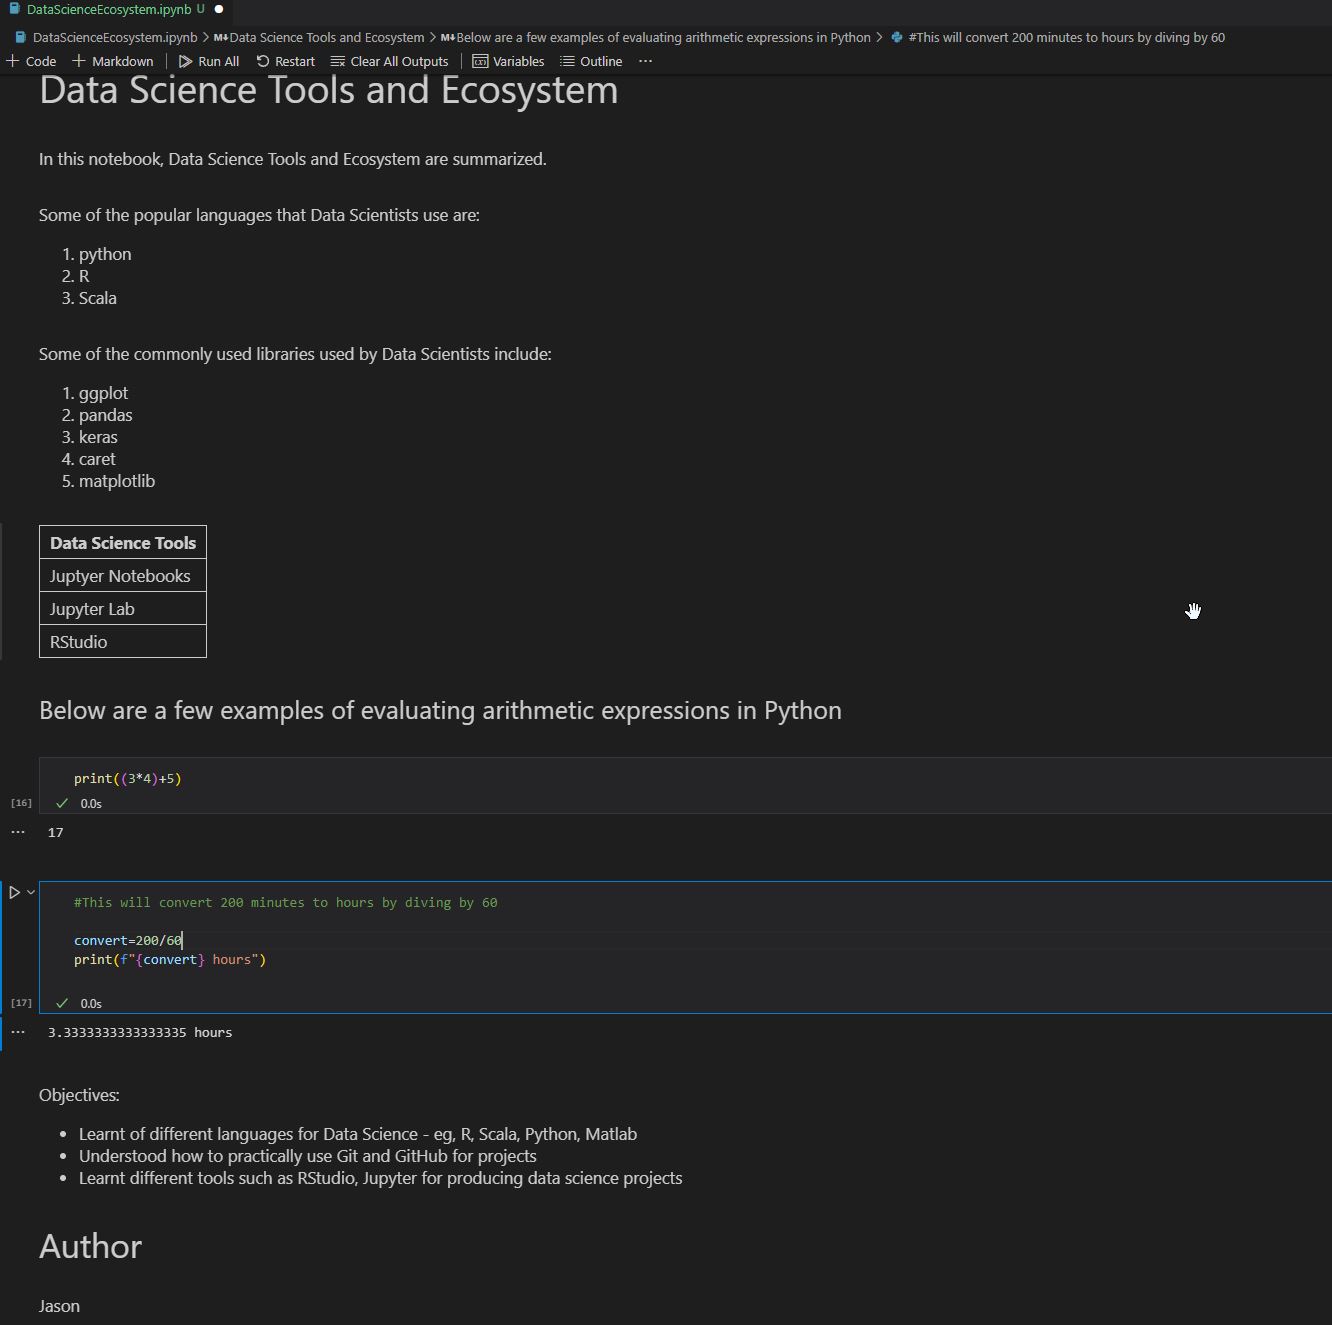 DataScienceEcosystem.ipynb U ●
DataScienceEcosystem.ipynb > M↓Data Science Tools and Ecosystem > M↓Below are a few examples of evaluating arithmetic expressions in Python > #This will convert 200 minutes to hours by diving by 60
+ Code + Markdown | Run All Restart Clear All Outputs | Variables Outline ···
Data Science Tools and Ecosystem
In this notebook, Data Science Tools and Ecosystem are summarized.
Some of the popular languages that Data Scientists use are:
1. python
2. R
3. Scala
Some of the commonly used libraries used by Data Scientists include:
1. ggplot
2. pandas
3. keras
4. caret
5. matplotlib
Data Science Tools
Juptyer Notebooks
Jupyter Lab
RStudio
Below are a few examples of evaluating arithmetic expressions in Python
print((3*4)+5)
[16] ✓ 0.0s
··· 17
#This will convert 200 minutes to hours by diving by 60
convert=200/60
print(f"{convert} hours")
[17] ✓ 0.0s
··· 3.3333333333333335 hours
Objectives:
• Learnt of different languages for Data Science - eg, R, Scala, Python, Matlab
• Understood how to practically use Git and GitHub for projects
• Learnt different tools such as RStudio, Jupyter for producing data science projects
Author
Jason